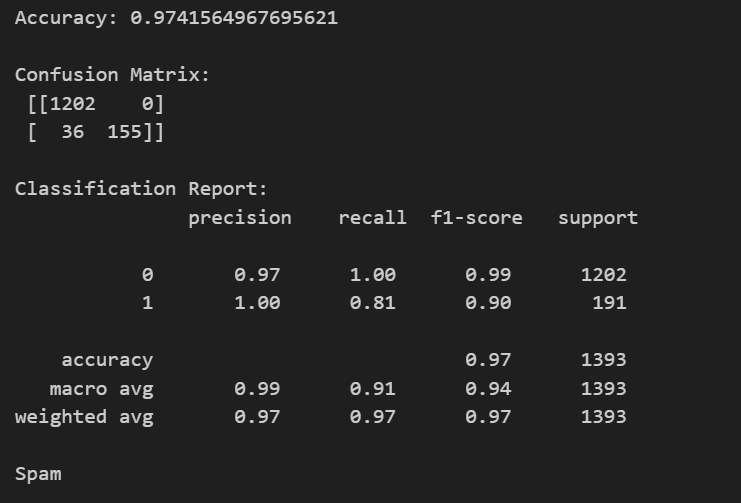 Accuracy: 0.9741564967695621
Confusion Matrix:
[[1202    0]
[  36  155]]
Classification Report:
precision    recall  f1-score   support
0       0.97      1.00      0.99      1202
1       1.00      0.81      0.90       191
accuracy                           0.97      1393
macro avg       0.99      0.91      0.94      1393
weighted avg       0.97      0.97      0.97      1393
Spam